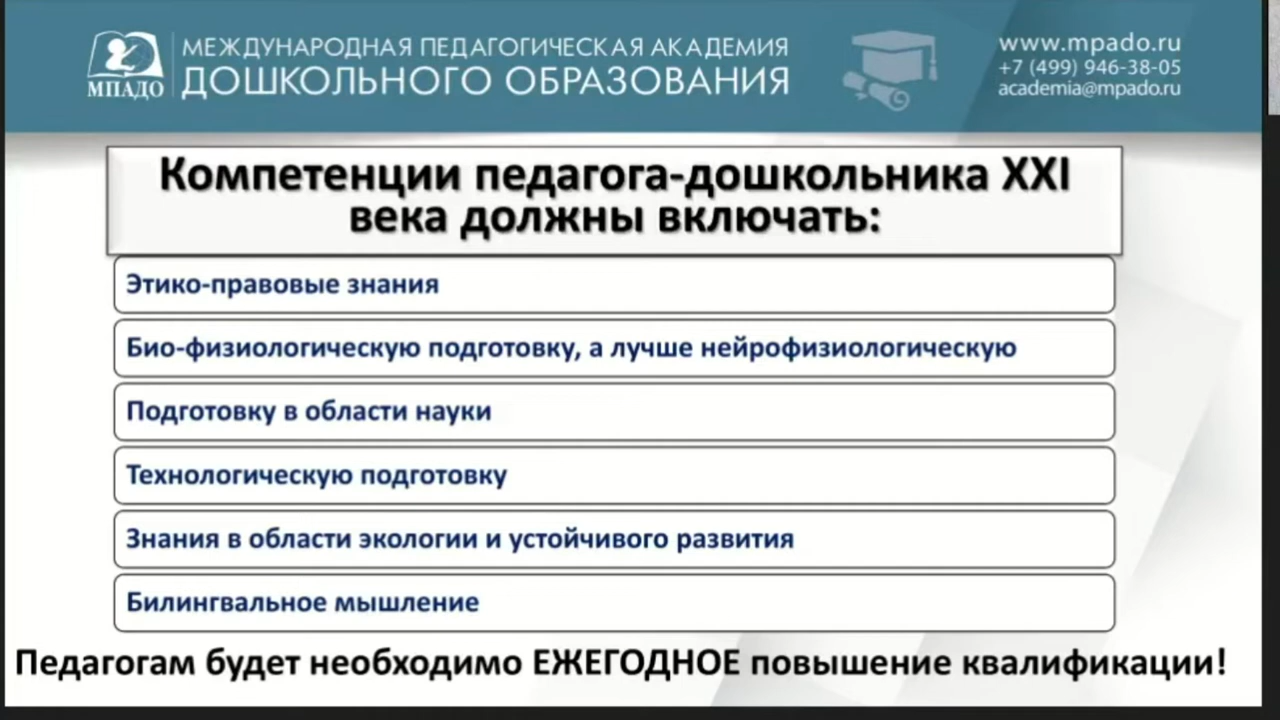 МПАДО
МЕЖДУНАРОДНАЯ ПЕДАГОГИЧЕСКАЯ АКАДЕМИЯ
ДОШКОЛЬНОГО ОБРАЗОВАНИЯ
www.mpado.ru
+7 (499) 946-38-05
academia@mpado.ru
Компетенции педагога-дошкольника XXI
века должны включать:
Этико-правовые знания
Био-физиологическую подготовку, а лучше нейрофизиологическую
Подготовку в области науки
Технологическую подготовку
Знания в области экологии и устойчивого развития
Билингвальное мышление
Педагогам будет необходимо ЕЖЕГОДНОЕ повышение квалификации!